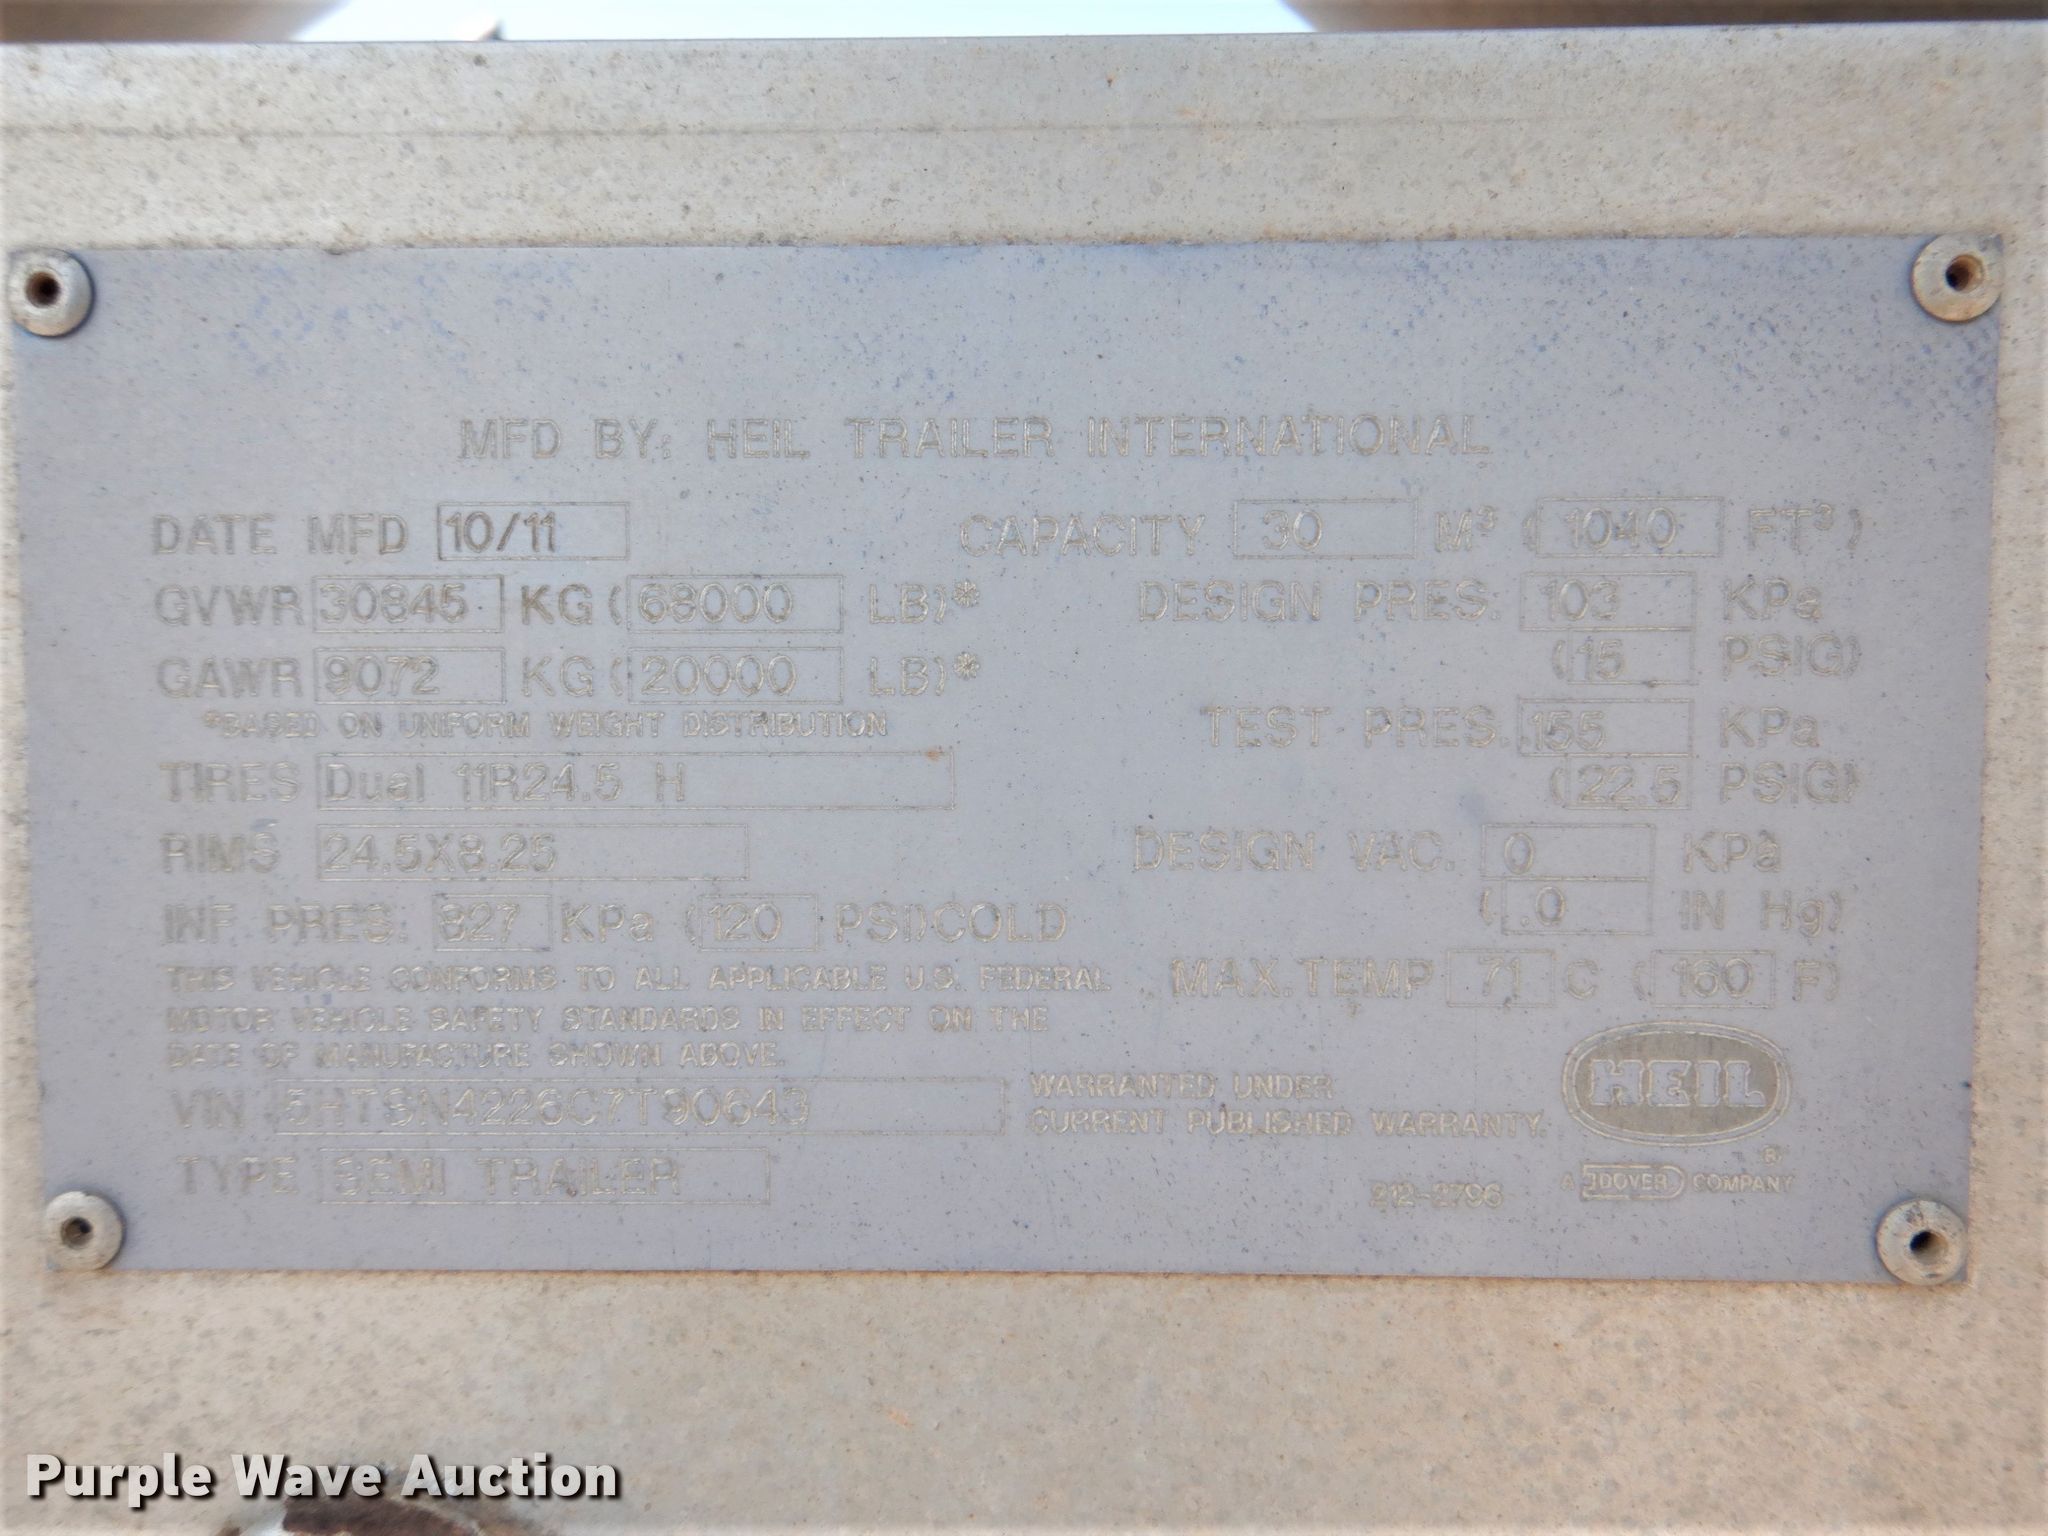 MFD BY: HEIL TRAILER INTERNATIONAL
DATE MFD 10/11
GVWR 30845 KG (68000 LB)*
GAWR 9072 KG (20000 LB)*
*BASED ON UNIFORM WEIGHT DISTRIBUTION
TIRES Dual 11R24.5 H
RIMS 24.5X8.25
INF. PRES. 827 KPa (120 PSI)COLD
THIS VEHICLE CONFORMS TO ALL APPLICABLE U.S. FEDERAL
MOTOR VEHICLE SAFETY STANDARDS IN EFFECT ON THE
DATE OF MANUFACTURE SHOWN ABOVE.
VIN 5HTSN4226C7T90643
TYPE SEMI TRAILER
CAPACITY 30 M³ (1040 FT³)
DESIGN PRES. 103 KPa
(15 PSIG)
TEST PRES. 155 KPa
(22.5 PSIG)
DESIGN VAC. 0 KPa
(.0 IN Hg)
MAX. TEMP 71 C (160 F)
WARRANTED UNDER
CURRENT PUBLISHED WARRANTY.
HEIL
®
A DOVER COMPANY
212-2796
Purple Wave Auction